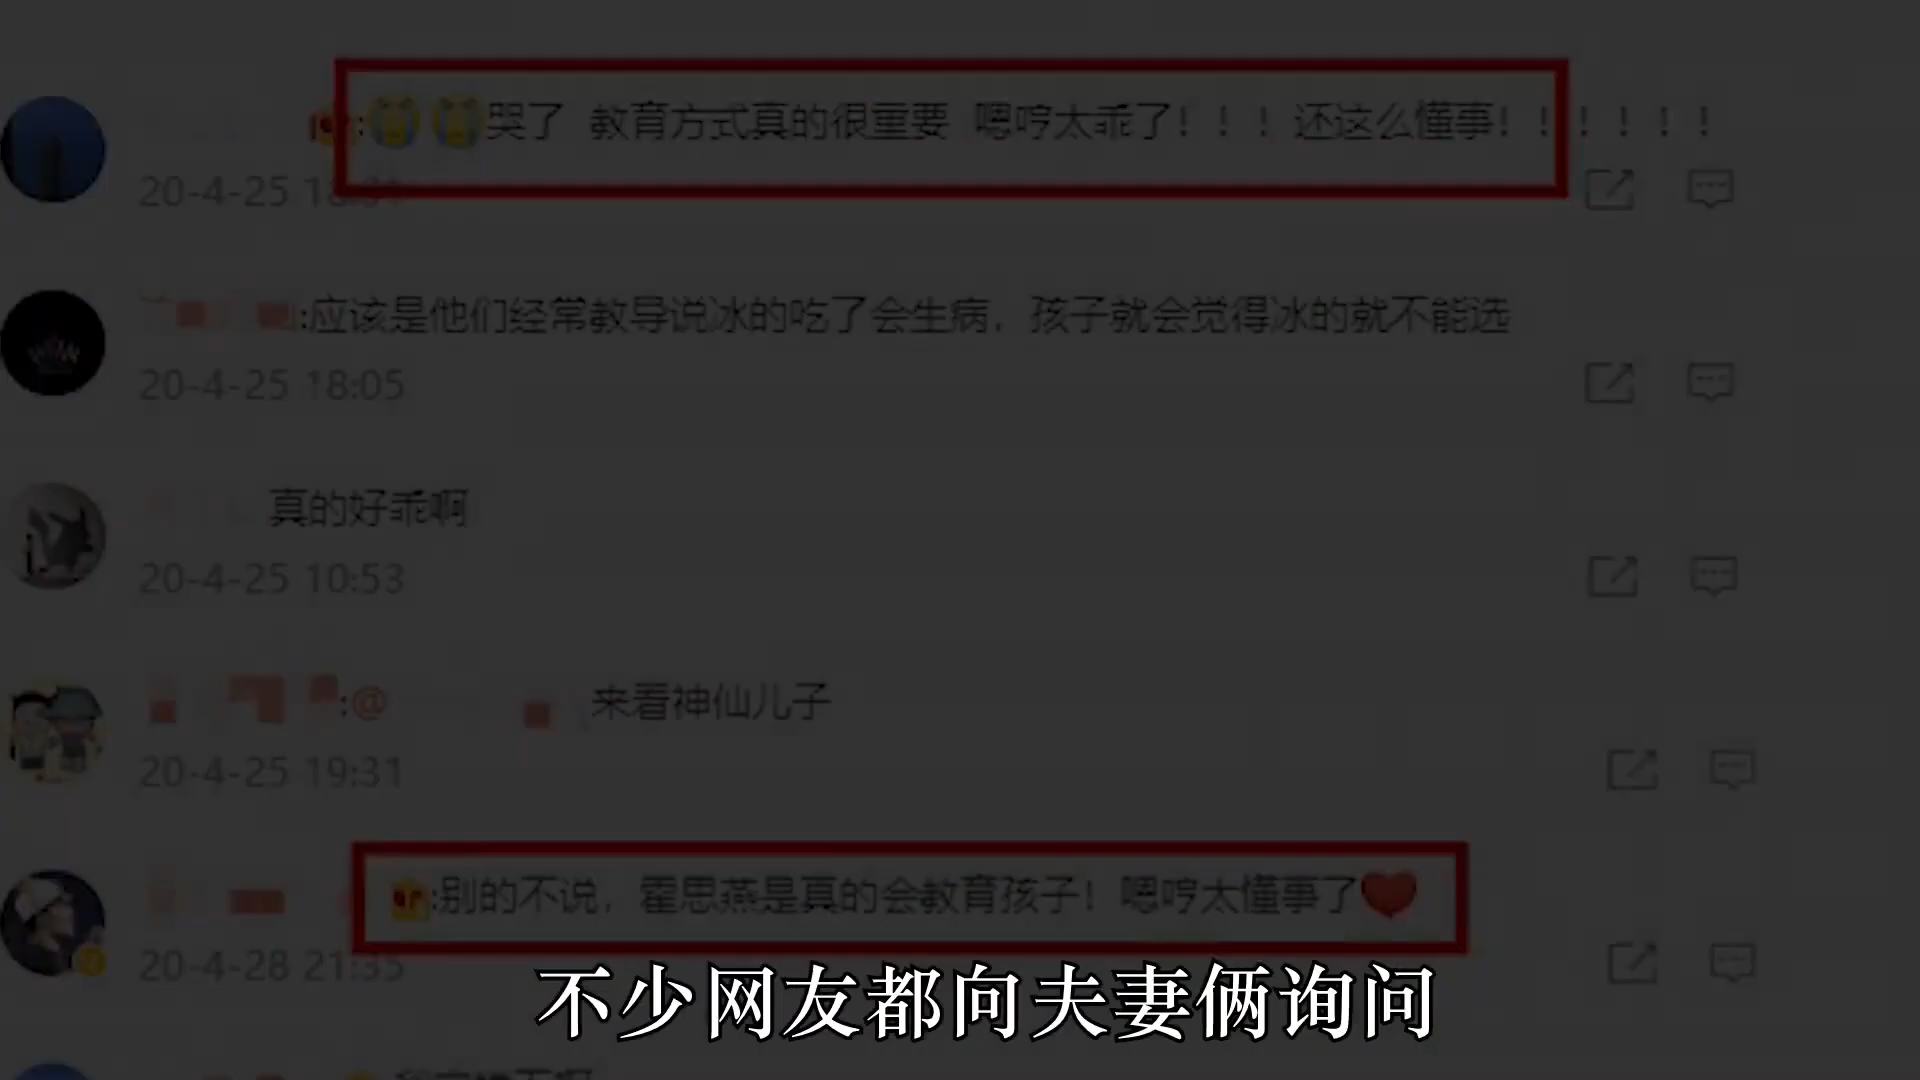 :😭😭哭了 教育方式真的很重要 嗯哼太乖了！！！还这么懂事！！！！！！
20-4-25
:应该是他们经常教导说冰的吃了会生病，孩子就会觉得冰的就不能选
20-4-25 18:05
真的好乖啊
20-4-25 10:53
:@ 来看神仙儿子
20-4-25 19:31
:别的不说，霍思燕是真的会教育孩子！嗯哼太懂事了❤️
20-4-28 21:35
不少网友都向夫妻俩询问